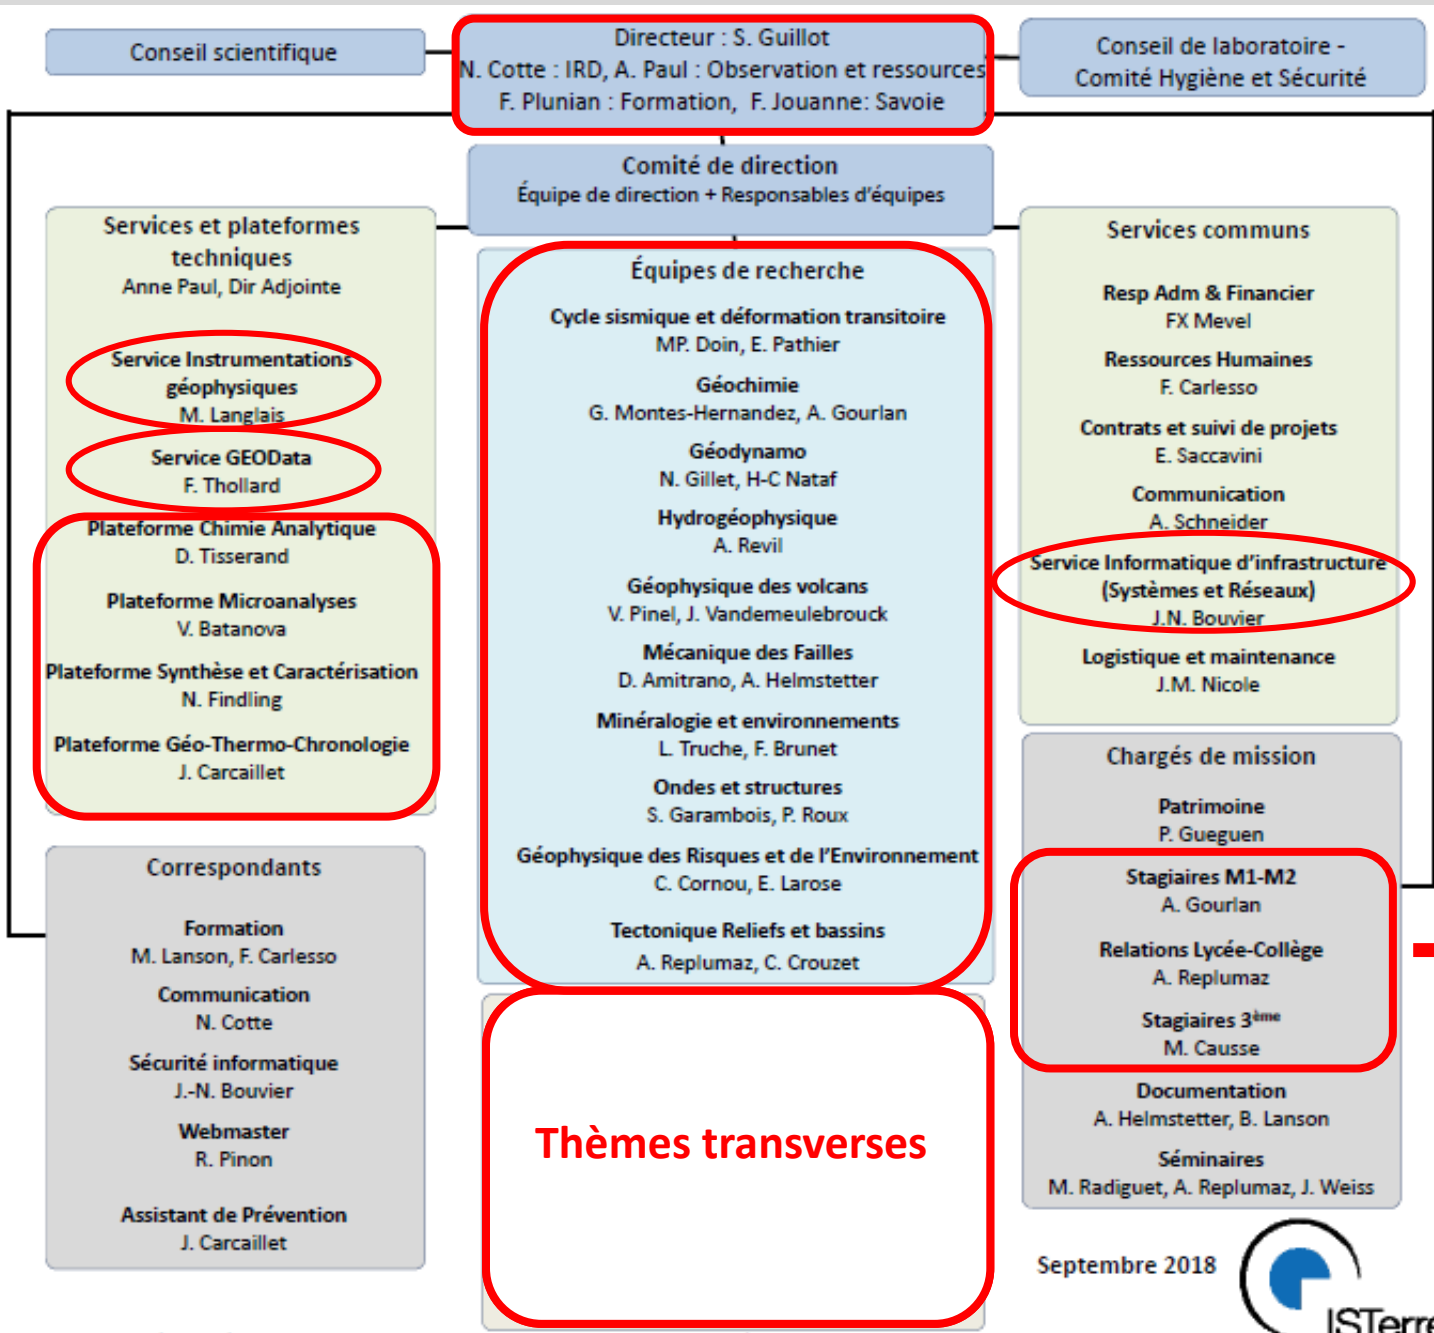 Conseil scientifique
Directeur : S. Guillot
N. Cotte : IRD, A. Paul : Observation et ressources
F. Plunian : Formation, F. Jouanne: Savoie
Conseil de laboratoire -
Comité Hygiène et Sécurité
Comité de direction
Équipe de direction + Responsables d'équipes
Services et plateformes
techniques
Anne Paul, Dir Adjointe
Service Instrumentations
géophysiques
M. Langlais
Service GEOData
F. Thollard
Plateforme Chimie Analytique
D. Tisserand
Plateforme Microanalyses
V. Batanova
Plateforme Synthèse et Caractérisation
N. Findling
Plateforme Géo-Thermo-Chronologie
J. Carcaillet
Correspondants
Formation
M. Lanson, F. Carlesso
Communication
N. Cotte
Sécurité informatique
J.-N. Bouvier
Webmaster
R. Pinon
Assistant de Prévention
J. Carcaillet
Équipes de recherche
Cycle sismique et déformation transitoire
MP. Doin, E. Pathier
Géochimie
G. Montes-Hernandez, A. Gourlan
Géodynamo
N. Gillet, H-C Nataf
Hydrogéophysique
A. Revil
Géophysique des volcans
V. Pinel, J. Vandemeulebrouck
Mécanique des Failles
D. Amitrano, A. Helmstetter
Minéralogie et environnements
L. Truche, F. Brunet
Ondes et structures
S. Garambois, P. Roux
Géophysique des Risques et de l'Environnement
C. Cornou, E. Larose
Tectonique Reliefs et bassins
A. Replumaz, C. Crouzet
Thèmes transverses
Services communs
Resp Adm & Financier
FX Mevel
Ressources Humaines
F. Carlesso
Contrats et suivi de projets
E. Saccavini
Communication
A. Schneider
Service Informatique d'infrastructure
(Systèmes et Réseaux)
J.N. Bouvier
Logistique et maintenance
J.M. Nicole
Chargés de mission
Patrimoine
P. Gueguen
Stagiaires M1-M2
A. Gourlan
Relations Lycée-Collège
A. Replumaz
Stagiaires 3ème
M. Causse
Documentation
A. Helmstetter, B. Lanson
Séminaires
M. Radiguet, A. Replumaz, J. Weiss
Septembre 2018
ISTerre